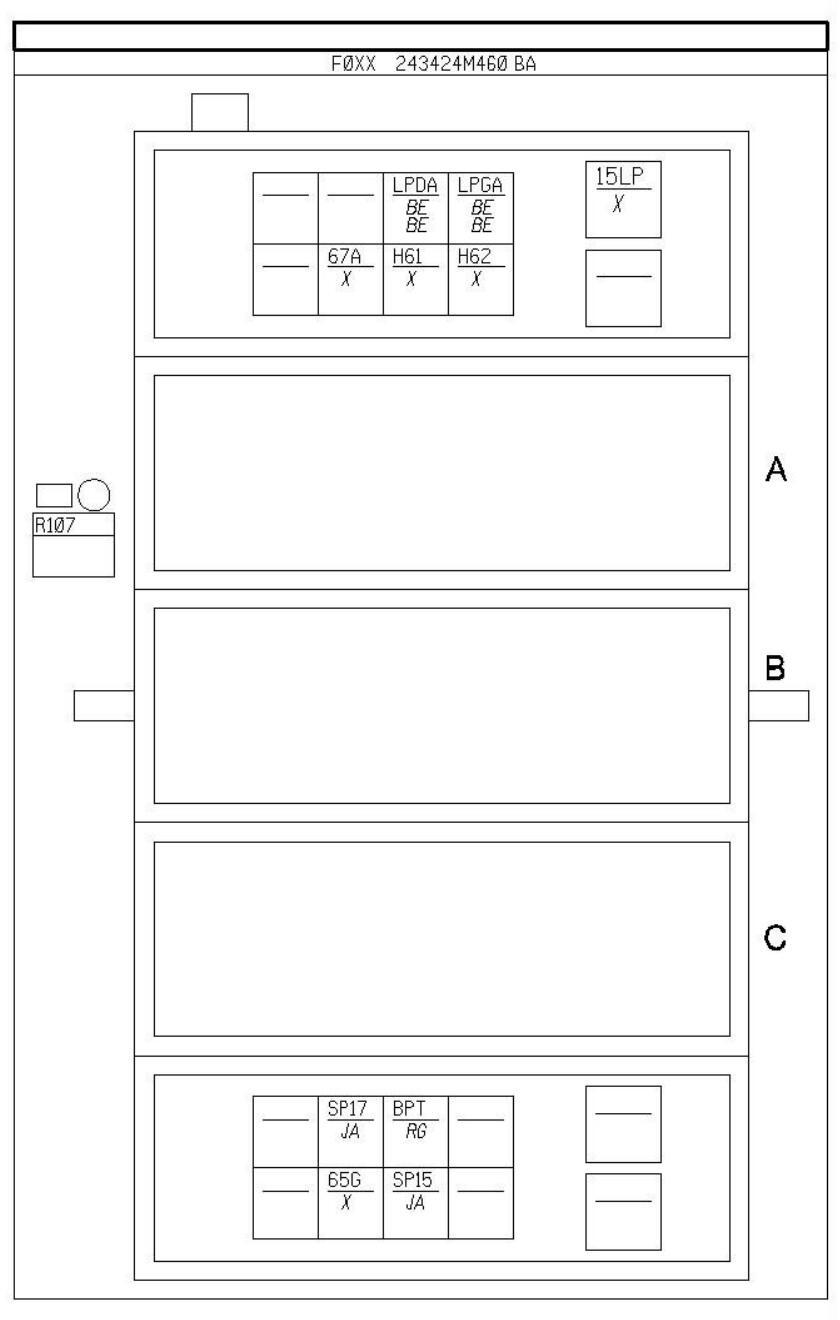 FØXX 243424M46Ø BA
LPDA LPGA 15LP
BE BE X
BE BE
67A H61 H62
X X X
A
R1Ø7
B
C
SP17 BPT
JA RG
65G SP15
X JA